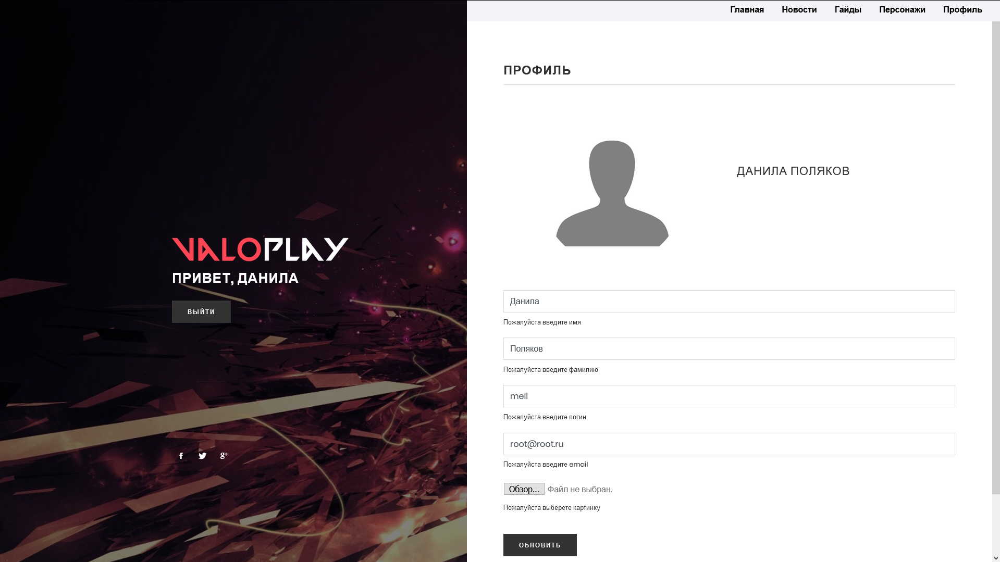 Главная Новости Гайды Персонажи Профиль
VALOPLAY
ПРИВЕТ, ДАНИЛА
ВЫЙТИ
ПРОФИЛЬ
ДАНИЛА ПОЛЯКОВ
Данила
Пожалуйста введите имя
Поляков
Пожалуйста введите фамилию
mell
Пожалуйста введите логин
root@root.ru
Пожалуйста введите email
Обзор... Файл не выбран.
Пожалуйста выберете картинку
ОБНОВИТЬ